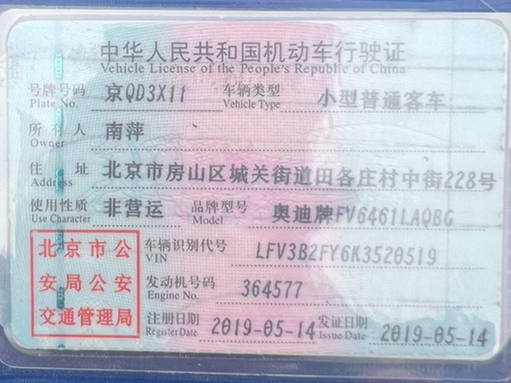 中华人民共和国机动车行驶证
Vehicle License of the People's Republic of China
号牌号码 京QD3X11 车辆类型 小型普通客车
Plate No. Vehicle Type
所有人 南萍
Owner
住址 北京市房山区城关街道田各庄村中街228号
Address
使用性质 非营运 品牌型号 奥迪牌FV6461LAQBG
Use Character Model
北京市公 车辆识别代号 LFV3B2FY6K3520519
VIN
安局公安 发动机号码 364577
Engine No.
交通管理局 注册日期 2019-05-14 发证日期 2019-05-14
Register Date Issue Date